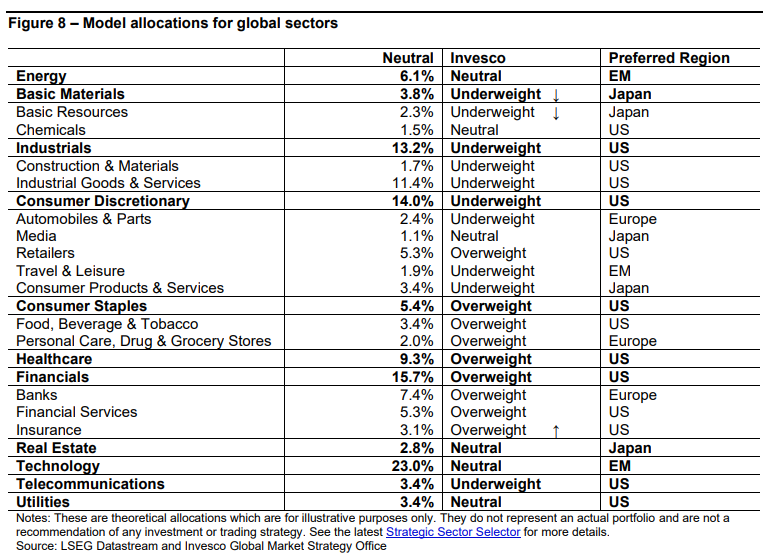 Figure 8 – Model allocations for global sectors
Neutral Invesco Preferred Region
Energy 6.1% Neutral EM
Basic Materials 3.8% Underweight ↓ Japan
Basic Resources 2.3% Underweight ↓ Japan
Chemicals 1.5% Neutral US
Industrials 13.2% Underweight US
Construction & Materials 1.7% Underweight US
Industrial Goods & Services 11.4% Underweight US
Consumer Discretionary 14.0% Underweight US
Automobiles & Parts 2.4% Underweight Europe
Media 1.1% Neutral Japan
Retailers 5.3% Overweight US
Travel & Leisure 1.9% Underweight EM
Consumer Products & Services 3.4% Underweight Japan
Consumer Staples 5.4% Overweight US
Food, Beverage & Tobacco 3.4% Overweight US
Personal Care, Drug & Grocery Stores 2.0% Overweight Europe
Healthcare 9.3% Overweight US
Financials 15.7% Overweight US
Banks 7.4% Overweight Europe
Financial Services 5.3% Overweight US
Insurance 3.1% Overweight ↑ US
Real Estate 2.8% Neutral Japan
Technology 23.0% Neutral EM
Telecommunications 3.4% Underweight US
Utilities 3.4% Neutral US
Notes: These are theoretical allocations which are for illustrative purposes only. They do not represent an actual portfolio and are not a
recommendation of any investment or trading strategy. See the latest Strategic Sector Selector for more details.
Source: LSEG Datastream and Invesco Global Market Strategy Office